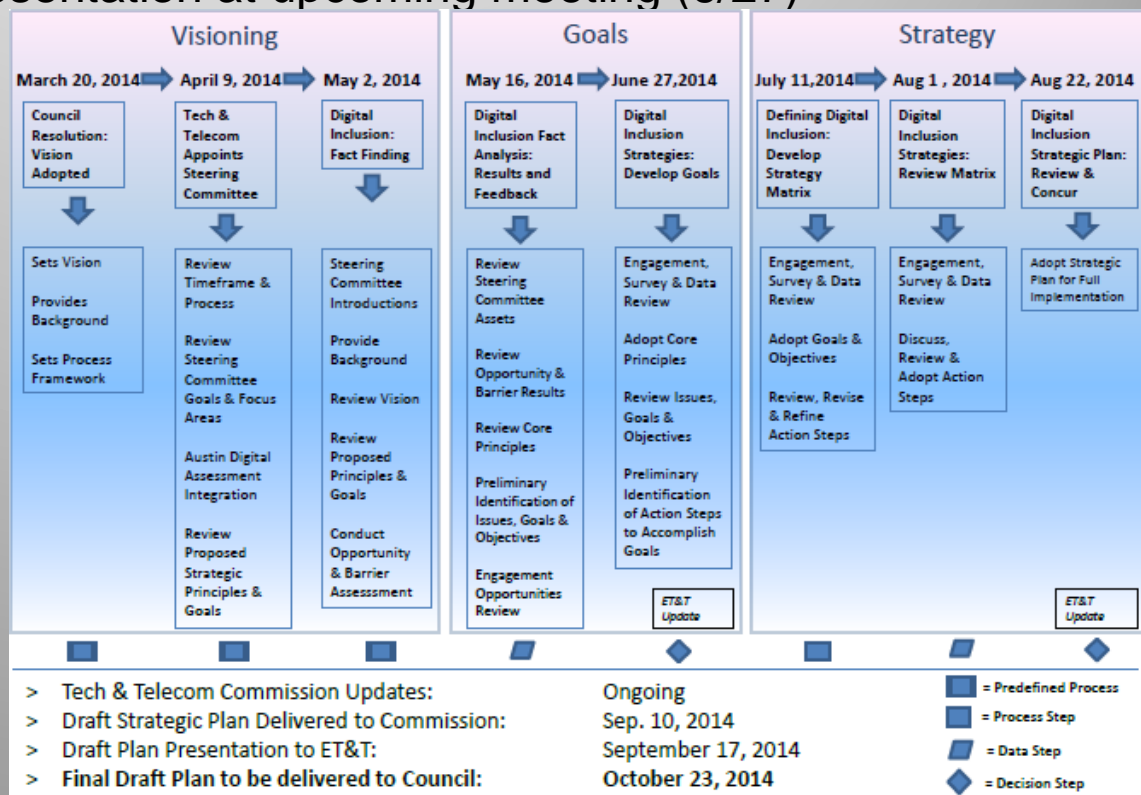 esentation at upcoming meeting (6/27)
Visioning
March 20, 2014
April 9, 2014
May 2, 2014
Council
Resolution:
Vision
Adopted
Tech &
Telecom
Appoints
Steering
Committee
Digital
Inclusion:
Fact Finding
Sets Vision
Provides
Background
Sets Process
Framework
Review
Timeframe &
Process
Review
Steering
Committee
Goals & Focus
Areas
Austin Digital
Assessment
Integration
Review
Proposed
Strategic
Principles &
Goals
Steering
Committee
Introductions
Provide
Background
Review Vision
Review
Proposed
Principles &
Goals
Conduct
Opportunity
& Barrier
Assesssment
Goals
May 16, 2014
June 27,2014
Digital
Inclusion Fact
Analysis:
Results and
Feedback
Digital
Inclusion
Strategies:
Develop Goals
Review
Steering
Committee
Assets
Review
Opportunity &
Barrier Results
Review Core
Principles
Preliminary
Identification of
Issues, Goals &
Objectives
Engagement
Opportunities
Review
Engagement,
Survey & Data
Review
Adopt Core
Principles
Review Issues,
Goals &
Objectives
Preliminary
Identification
of Action Steps
to Accomplish
Goals
ET&T
Update
Strategy
July 11,2014
Aug 1 , 2014
Aug 22, 2014
Defining Digital
Inclusion:
Develop
Strategy
Matrix
Digital
Inclusion
Strategies:
Review Matrix
Digital
Inclusion
Strategic Plan:
Review &
Concur
Engagement,
Survey & Data
Review
Adopt Goals &
Objectives
Review, Revise
& Refine
Action Steps
Engagement,
Survey & Data
Review
Discuss,
Review &
Adopt Action
Steps
Adopt Strategic
Plan for Full
Implementation
ET&T
Update
> Tech & Telecom Commission Updates: Ongoing
> Draft Strategic Plan Delivered to Commission: Sep. 10, 2014
> Draft Plan Presentation to ET&T: September 17, 2014
> Final Draft Plan to be delivered to Council: October 23, 2014
= Predefined Process
= Process Step
= Data Step
= Decision Step